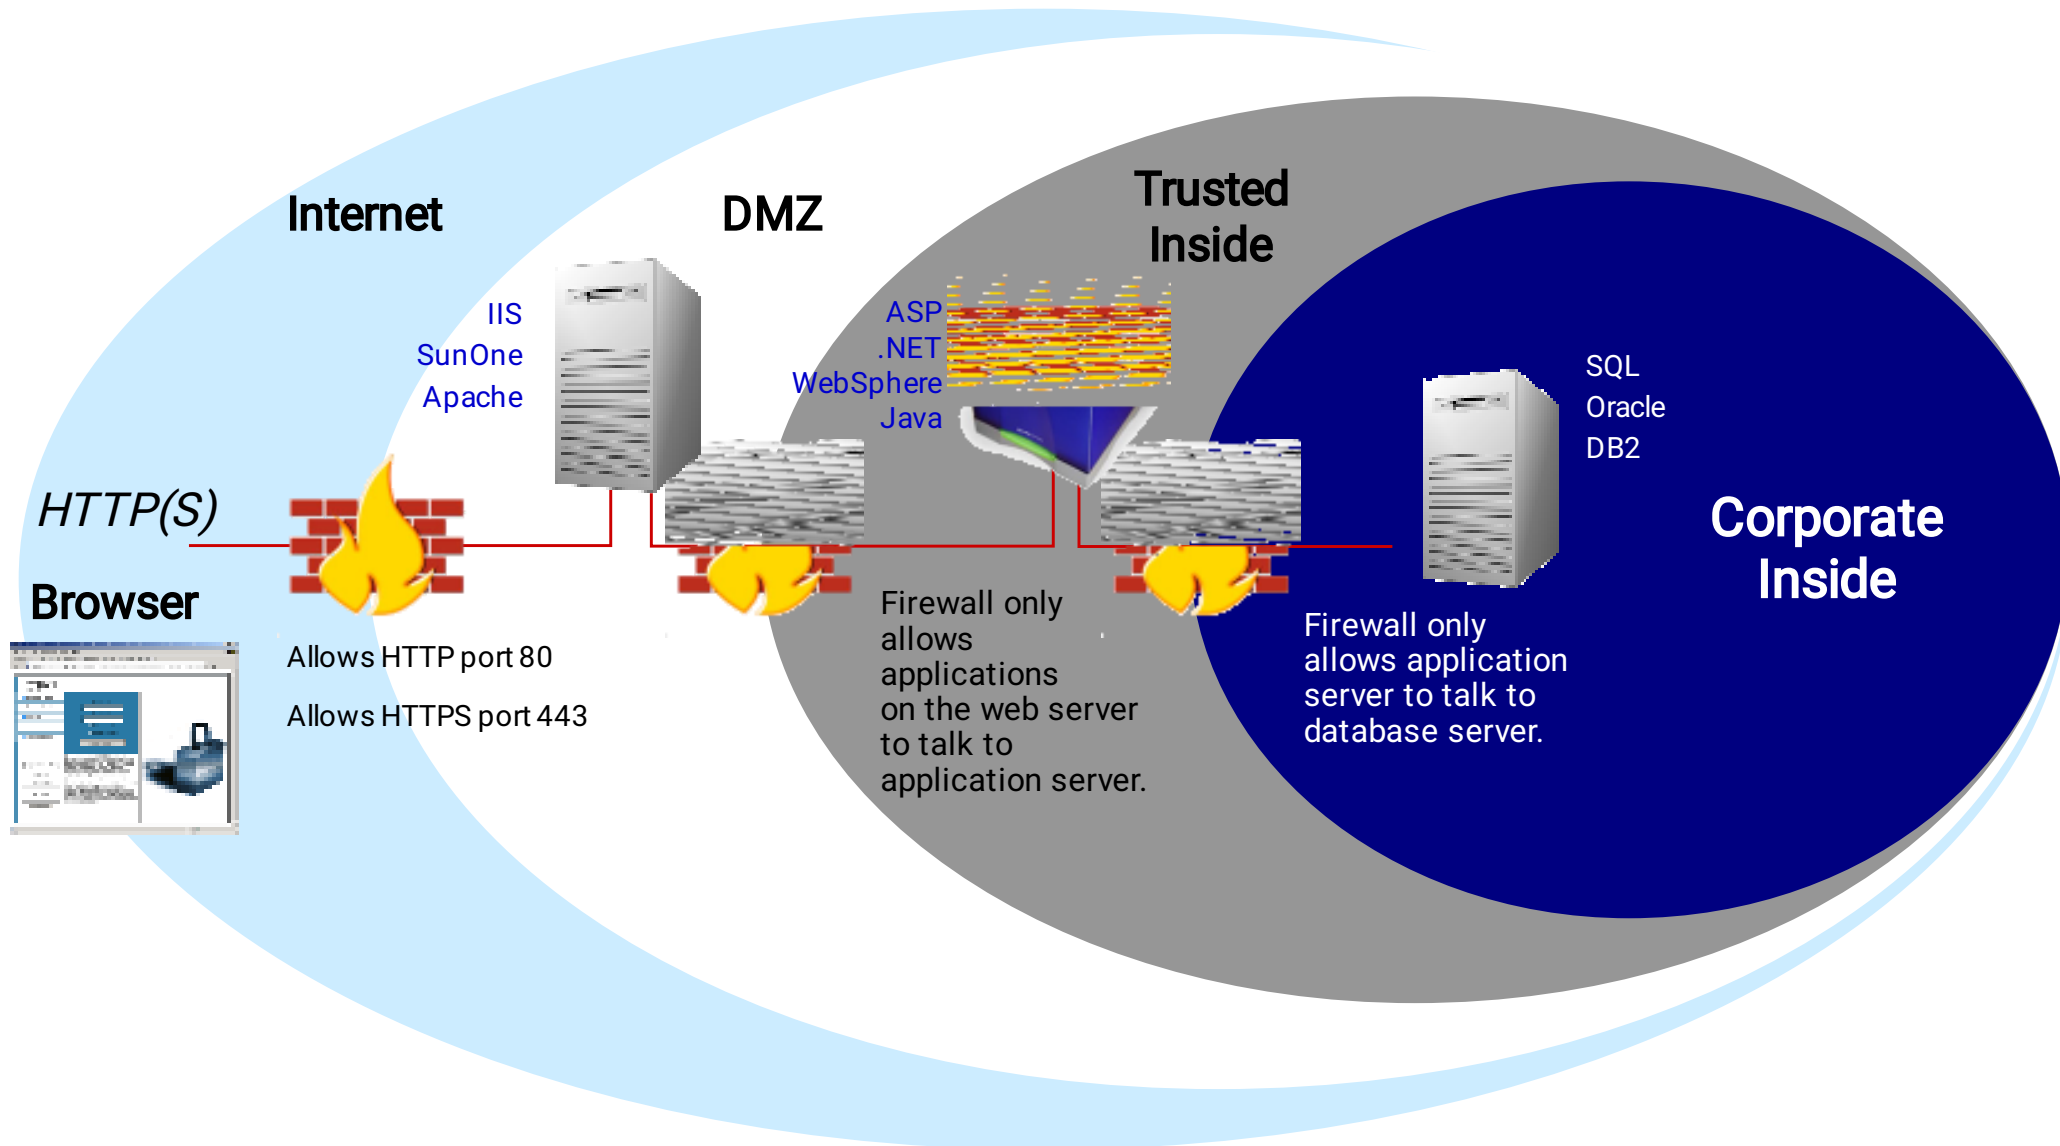 Internet
DMZ
Trusted
Inside
IIS
SunOne
Apache
ASP
.NET
WebSphere
Java
SQL
Oracle
DB2
HTTP(S)
Corporate
Inside
Browser
Allows HTTP port 80
Allows HTTPS port 443
Firewall only
allows
applications
on the web server
to talk to
application server.
Firewall only
allows application
server to talk to
database server.